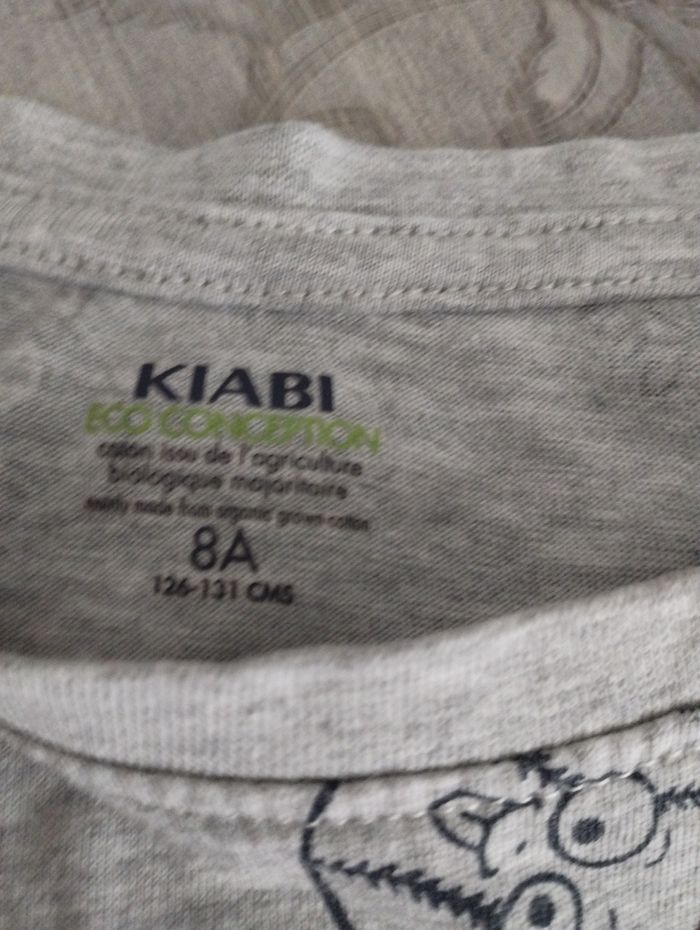 KIABI
ECO CONCEPTION
coton issu de l'agriculture
biologique majoritaire
mostly made from organic grown cotton
8A
126-131 CMS